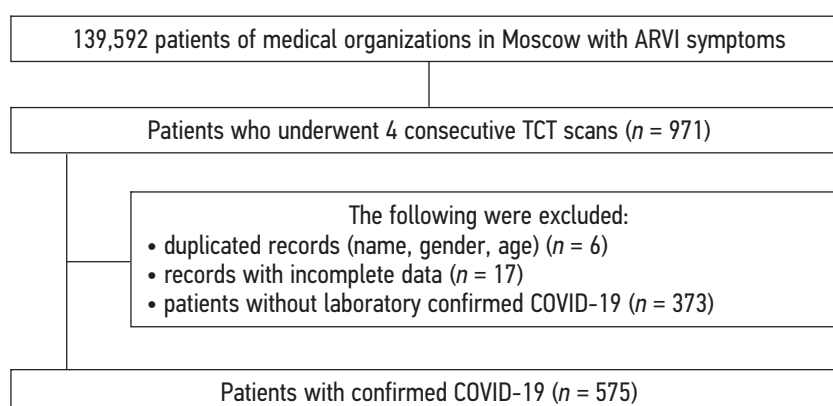 139,592 patients of medical organizations in Moscow with ARVI symptoms
Patients who underwent 4 consecutive TCT scans (n = 971)
The following were excluded:
• duplicated records (name, gender, age) (n = 6)
• records with incomplete data (n = 17)
• patients without laboratory confirmed COVID-19 (n = 373)
Patients with confirmed COVID-19 (n = 575)